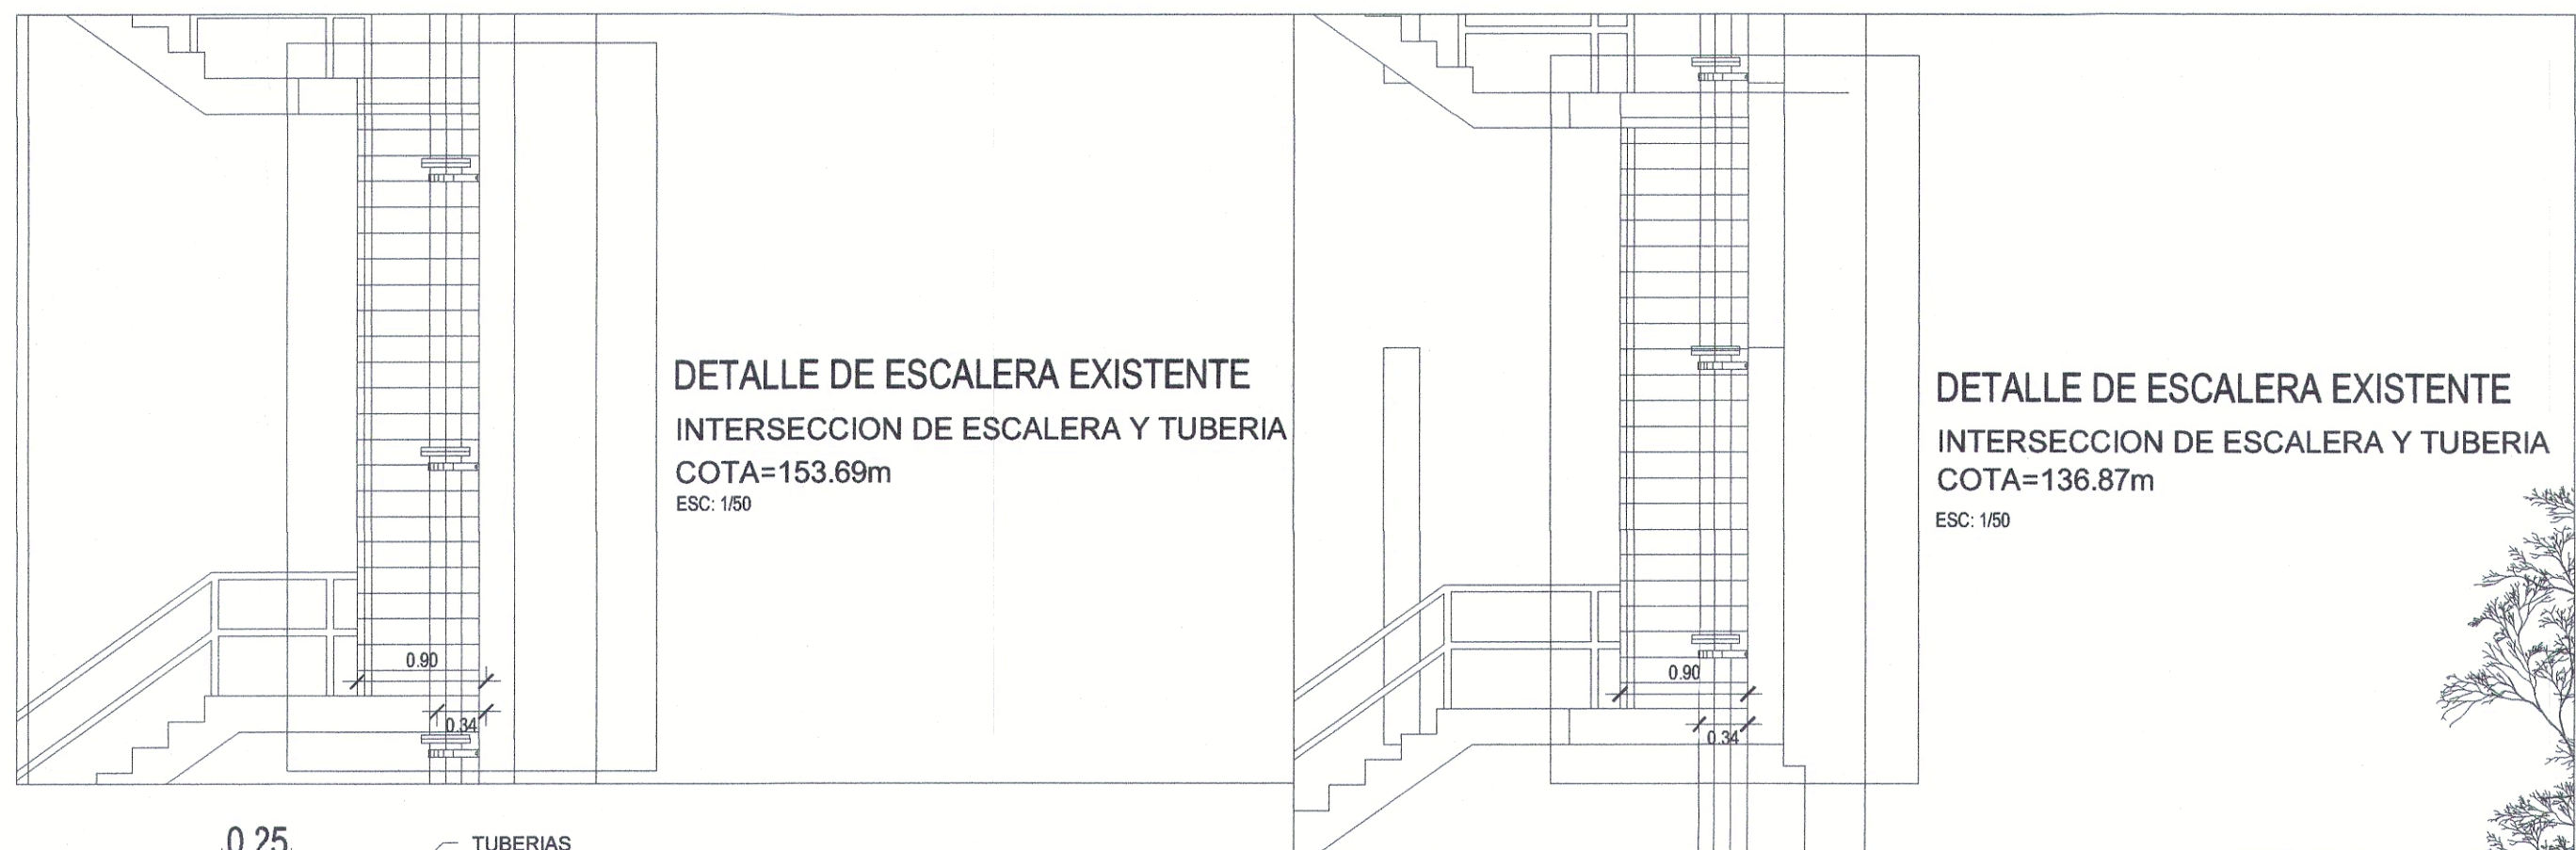 DETALLE DE ESCALERA EXISTENTE
INTERSECCION DE ESCALERA Y TUBERIA
COTA=153.69m
ESC: 1/50
0.90
0.34
DETALLE DE ESCALERA EXISTENTE
INTERSECCION DE ESCALERA Y TUBERIA
COTA=136.87m
ESC: 1/50
0.90
0.34
0.25
TUBERIAS